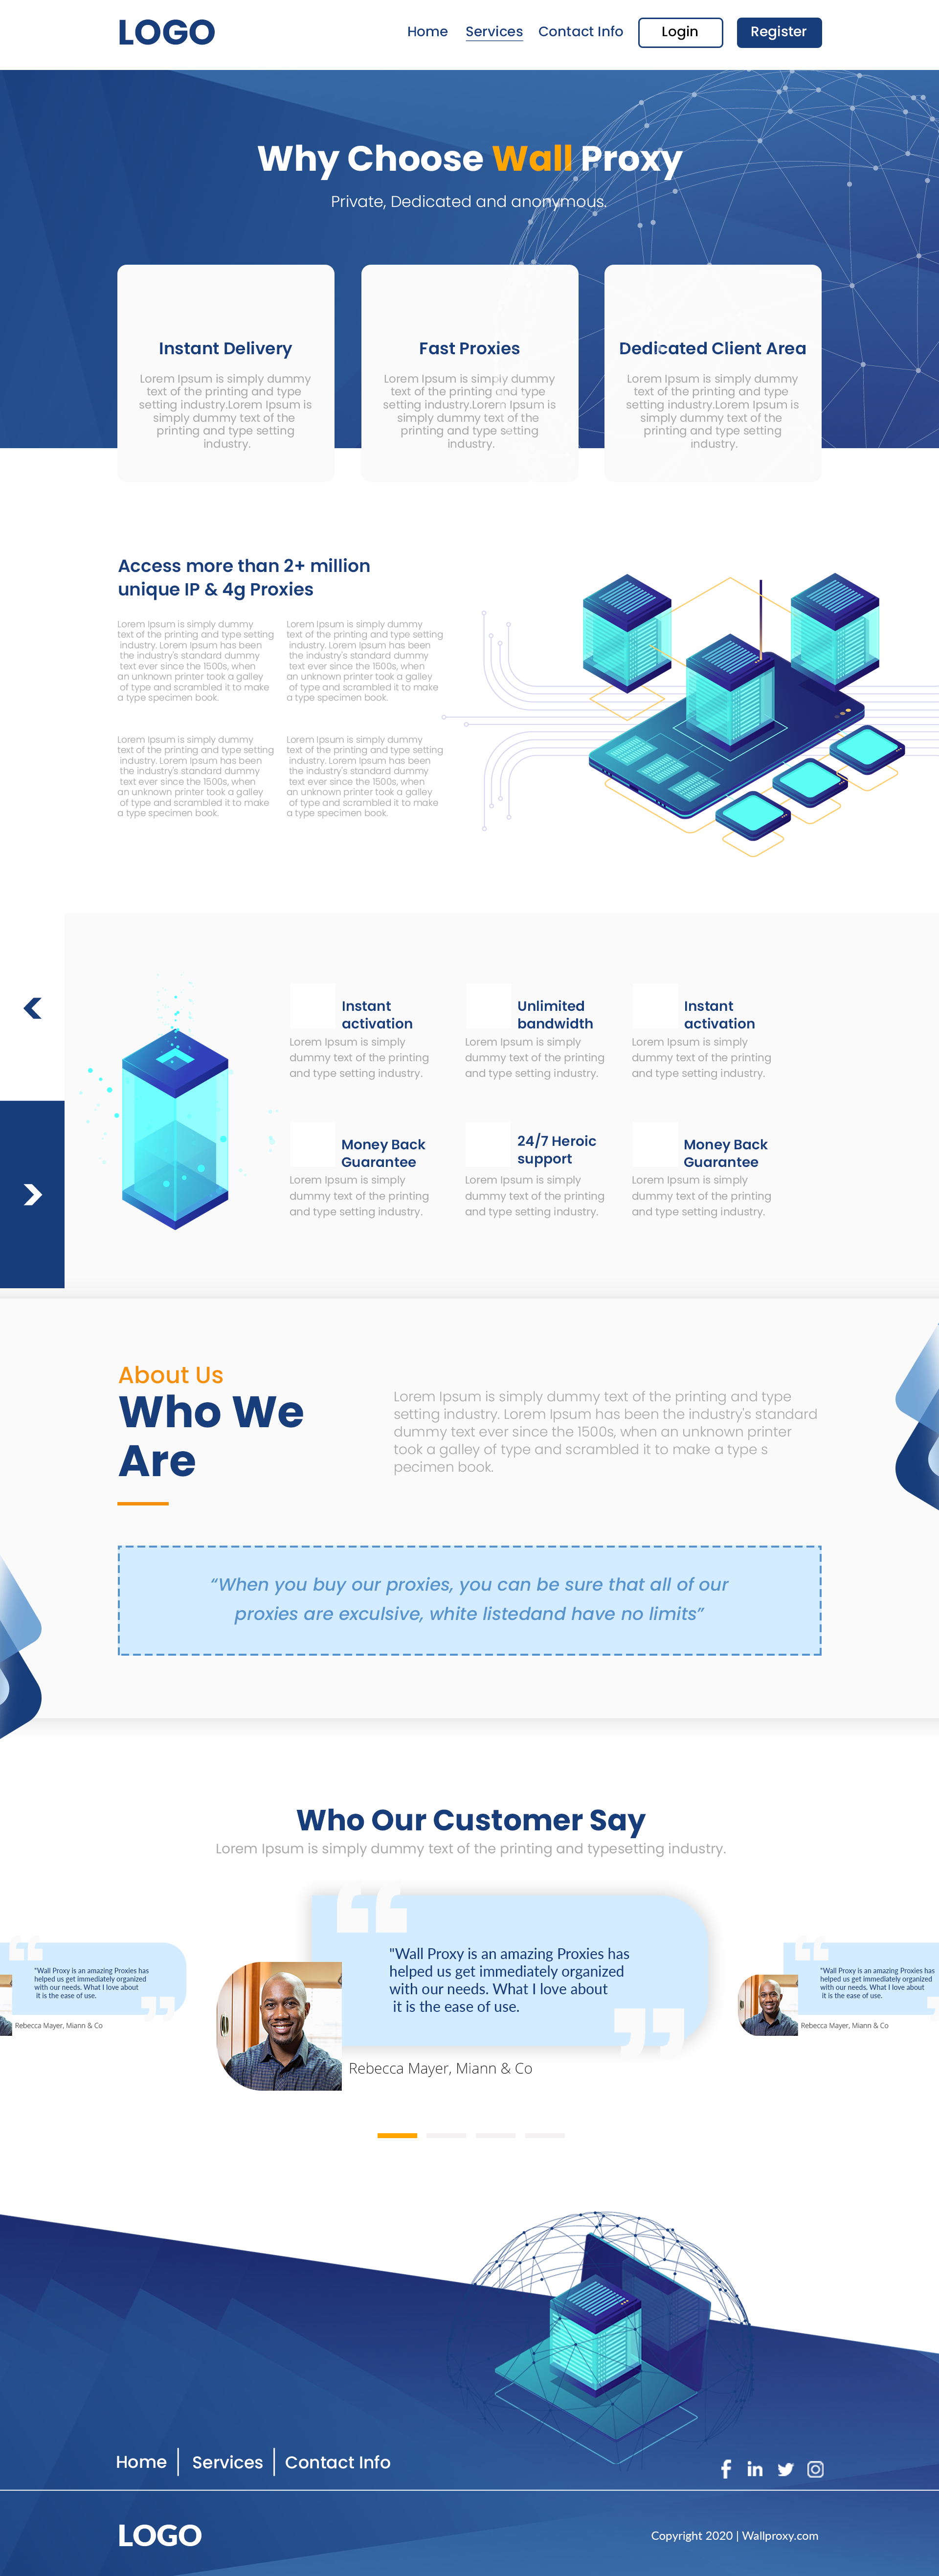 LOGO
Home Services Contact Info Login Register
Why Choose Wall Proxy
Private, Dedicated and anonymous.
Instant Delivery
Lorem Ipsum is simply dummy
text of the printing and type
setting industry.Lorem Ipsum is
simply dummy text of the
printing and type setting
industry.
Fast Proxies
Lorem Ipsum is simply dummy
text of the printing and type
setting industry.Lorem Ipsum is
simply dummy text of the
printing and type setting
industry.
Dedicated Client Area
Lorem Ipsum is simply dummy
text of the printing and type
setting industry.Lorem Ipsum is
simply dummy text of the
printing and type setting
industry.
Access more than 2+ million
unique IP & 4g Proxies
Lorem Ipsum is simply dummy
text of the printing and type setting
industry. Lorem Ipsum has been
the industry's standard dummy
text ever since the 1500s, when
an unknown printer took a galley
of type and scrambled it to make
a type specimen book.
Lorem Ipsum is simply dummy
text of the printing and type setting
industry. Lorem Ipsum has been
the industry's standard dummy
text ever since the 1500s, when
an unknown printer took a galley
of type and scrambled it to make
a type specimen book.
Lorem Ipsum is simply dummy
text of the printing and type setting
industry. Lorem Ipsum has been
the industry's standard dummy
text ever since the 1500s, when
an unknown printer took a galley
of type and scrambled it to make
a type specimen book.
Lorem Ipsum is simply dummy
text of the printing and type setting
industry. Lorem Ipsum has been
the industry's standard dummy
text ever since the 1500s, when
an unknown printer took a galley
of type and scrambled it to make
a type specimen book.
Instant
activation
Lorem Ipsum is simply
dummy text of the printing
and type setting industry.
Unlimited
bandwidth
Lorem Ipsum is simply
dummy text of the printing
and type setting industry.
Instant
activation
Lorem Ipsum is simply
dummy text of the printing
and type setting industry.
Money Back
Guarantee
Lorem Ipsum is simply
dummy text of the printing
and type setting industry.
24/7 Heroic
support
Lorem Ipsum is simply
dummy text of the printing
and type setting industry.
Money Back
Guarantee
Lorem Ipsum is simply
dummy text of the printing
and type setting industry.
About Us
Who We
Are
Lorem Ipsum is simply dummy text of the printing and type
setting industry. Lorem Ipsum has been the industry's standard
dummy text ever since the 1500s, when an unknown printer
took a galley of type and scrambled it to make a type s
pecimen book.
“When you buy our proxies, you can be sure that all of our
proxies are exculsive, white listedand have no limits”
Who Our Customer Say
Lorem Ipsum is simply dummy text of the printing and typesetting industry.
"Wall Proxy is an amazing Proxies has
helped us get immediately organized
with our needs. What I love about
it is the ease of use.
Rebecca Mayer, Miann & Co
"Wall Proxy is an amazing Proxies has
helped us get immediately organized
with our needs. What I love about
it is the ease of use.
Rebecca Mayer, Miann & Co
"Wall Proxy is an amazing Proxies has
helped us get immediately organized
with our needs. What I love about
it is the ease of use.
Rebecca Mayer, Miann & Co
Home | Services | Contact Info
LOGO
Copyright 2020 | Wallproxy.com